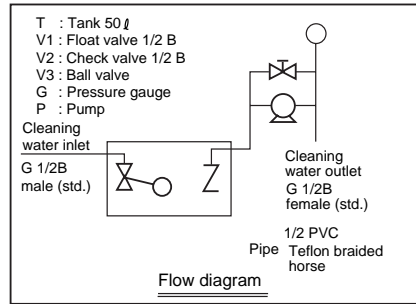 T : Tank 50ℓ
V1 : Float valve 1/2 B
V2 : Check valve 1/2 B
V3 : Ball valve
G : Pressure gauge
P : Pump
Cleaning
water inlet
G 1/2B
male (std.)
Cleaning
water outlet
G 1/2B
female (std.)
1/2 PVC
Pipe Teflon braided
horse
Flow diagram